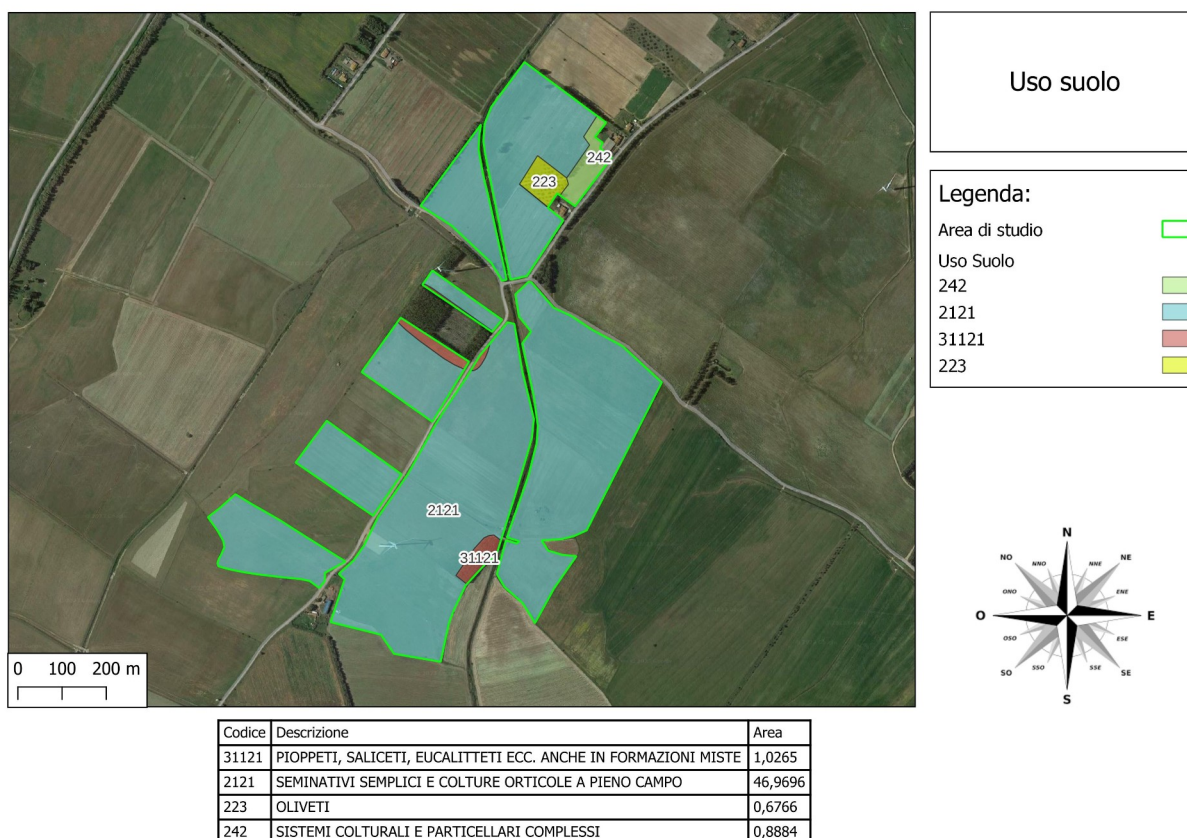 Uso suolo
Legenda:
Area di studio
Uso Suolo
242
2121
31121
223
242
223
2121
31121
0 100 200 m
N
NNE
NE
ENE
E
ESE
SE
SSE
S
SSO
SO
OSO
O
ONO
NO
NNO
Codice Descrizione Area
31121 PIOPPETI, SALICETI, EUCALITTETI ECC. ANCHE IN FORMAZIONI MISTE 1,0265
2121 SEMINATIVI SEMPLICI E COLTURE ORTICOLE A PIENO CAMPO 46,9696
223 OLIVETI 0,6766
242 SISTEMI COLTURALI E PARTICELLARI COMPLESSI 0,8884